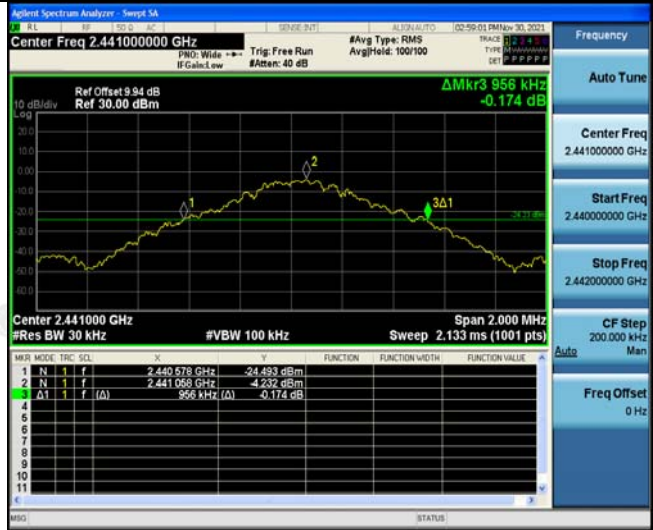 Agilent Spectrum Analyzer - Swept SA
RL RF 50 Ω AC SENSE:INT ALIGNAUTO 02:59:01 PM Nov 30, 2021
Center Freq 2.441000000 GHz
PNO: Wide
IFGain:Low
Trig: Free Run
#Atten: 40 dB
#Avg Type: RMS
Avg|Hold: 100/100
TRACE 1 2 3 4 5 6
TYPE
DET P P P P P P
Frequency
Auto Tune
Center Freq
2.441000000 GHz
Start Freq
2.440000000 GHz
Stop Freq
2.442000000 GHz
CF Step
200.000 kHz
Auto Man
Freq Offset
0 Hz
Ref Offset 9.94 dB
10 dB/div Ref 30.00 dBm
Log
ΔMkr3 956 kHz
-0.174 dB
20.0
10.0
0.00
-10.0
-20.0
-30.0
-40.0
-50.0
-60.0
1
2
3Δ1
Center 2.441000 GHz Span 2.000 MHz
#Res BW 30 kHz #VBW 100 kHz Sweep 2.133 ms (1001 pts)
MKR MODE TRC SCL X Y FUNCTION FUNCTION WIDTH FUNCTION VALUE
1 N 1 f 2.440 578 GHz -24.493 dBm
2 N 1 f 2.441 058 GHz -4.232 dBm
3 Δ1 1 f (Δ) 956 kHz (Δ) -0.174 dB
4
5
6
7
8
9
10
11
MSG STATUS